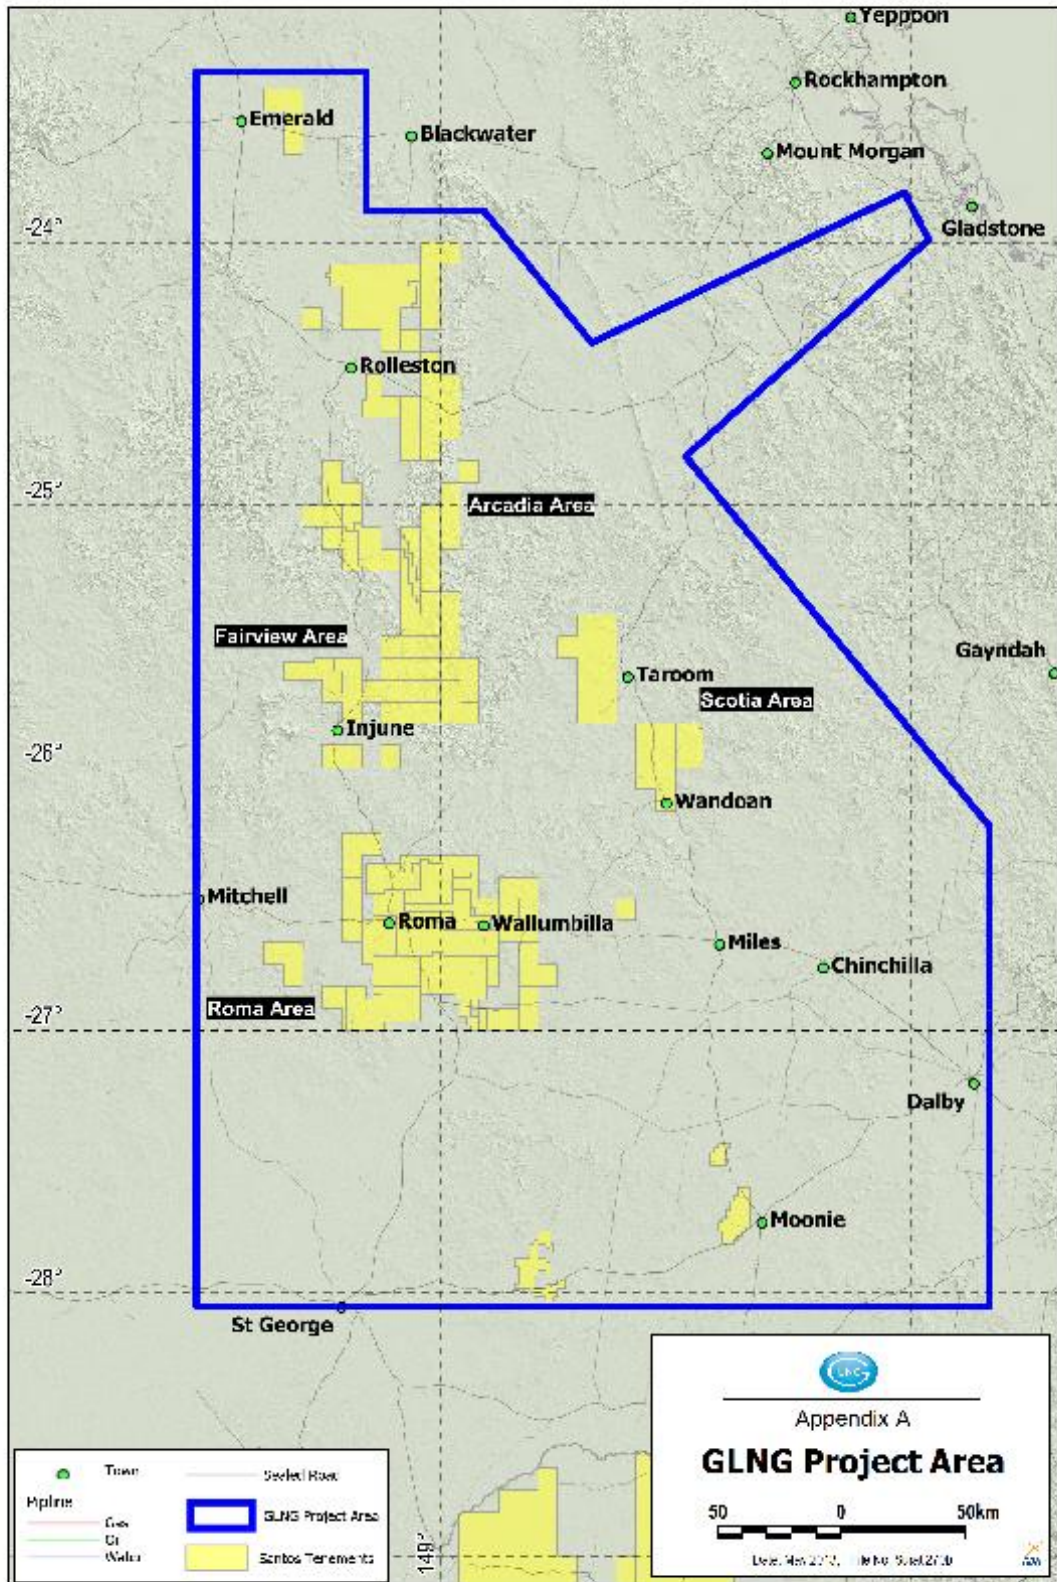 Yeppoon
Rockhampton
Emerald
Blackwater
Mount Morgan
Gladstone
-24°
Rolleston
-25°
Arcadia Area
Fairview Area
Gayndah
Taroom
Scotia Area
Injune
-26°
Wandoan
Mitchell
Roma
Wallumbilla
Miles
Chinchilla
Roma Area
-27°
Dalby
Moonie
-28°
St George
149°
Town
Sealed Road
Pipline
Gas
GLNG Project Area
Oil
Water
Santos Tenements
Appendix A
GLNG Project Area
50 0 50km